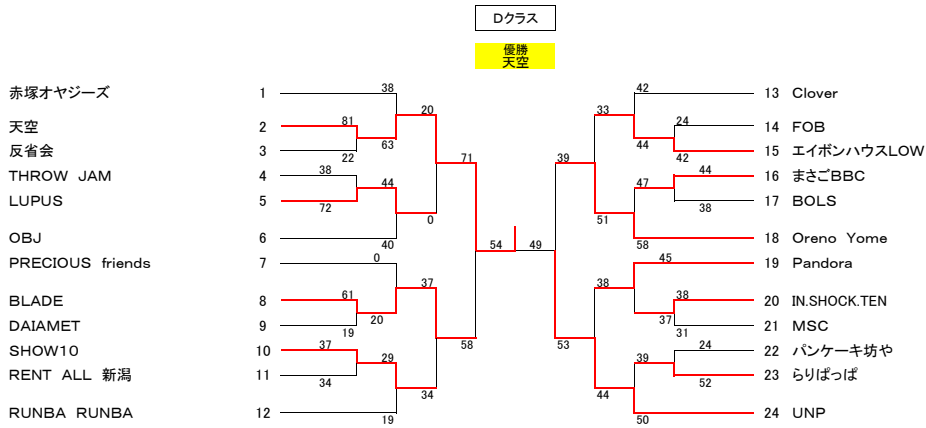 Dクラス
優勝
天空
赤塚オヤジーズ 1 38
20
天空 2 81
63
反省会 3 22
71
THROW JAM 4 38
44
LUPUS 5 72
0
OBJ 6 40
54
PRECIOUS friends 7 0
37
BLADE 8 61
20
DAIAMET 9 19
58
SHOW10 10 37
29
RENT ALL 新潟 11 34
34
RUNBA RUNBA 12 19
42 13 Clover
33
24 14 FOB
44
42 15 エイボンハウスLOW
39
44 16 まさごBBC
47
38 17 BOLS
51
58 18 Oreno Yome
49
45 19 Pandora
38
38 20 IN.SHOCK.TEN
37
31 21 MSC
53
24 22 パンケーキ坊や
39
52 23 らりぱっぱ
44
50 24 UNP